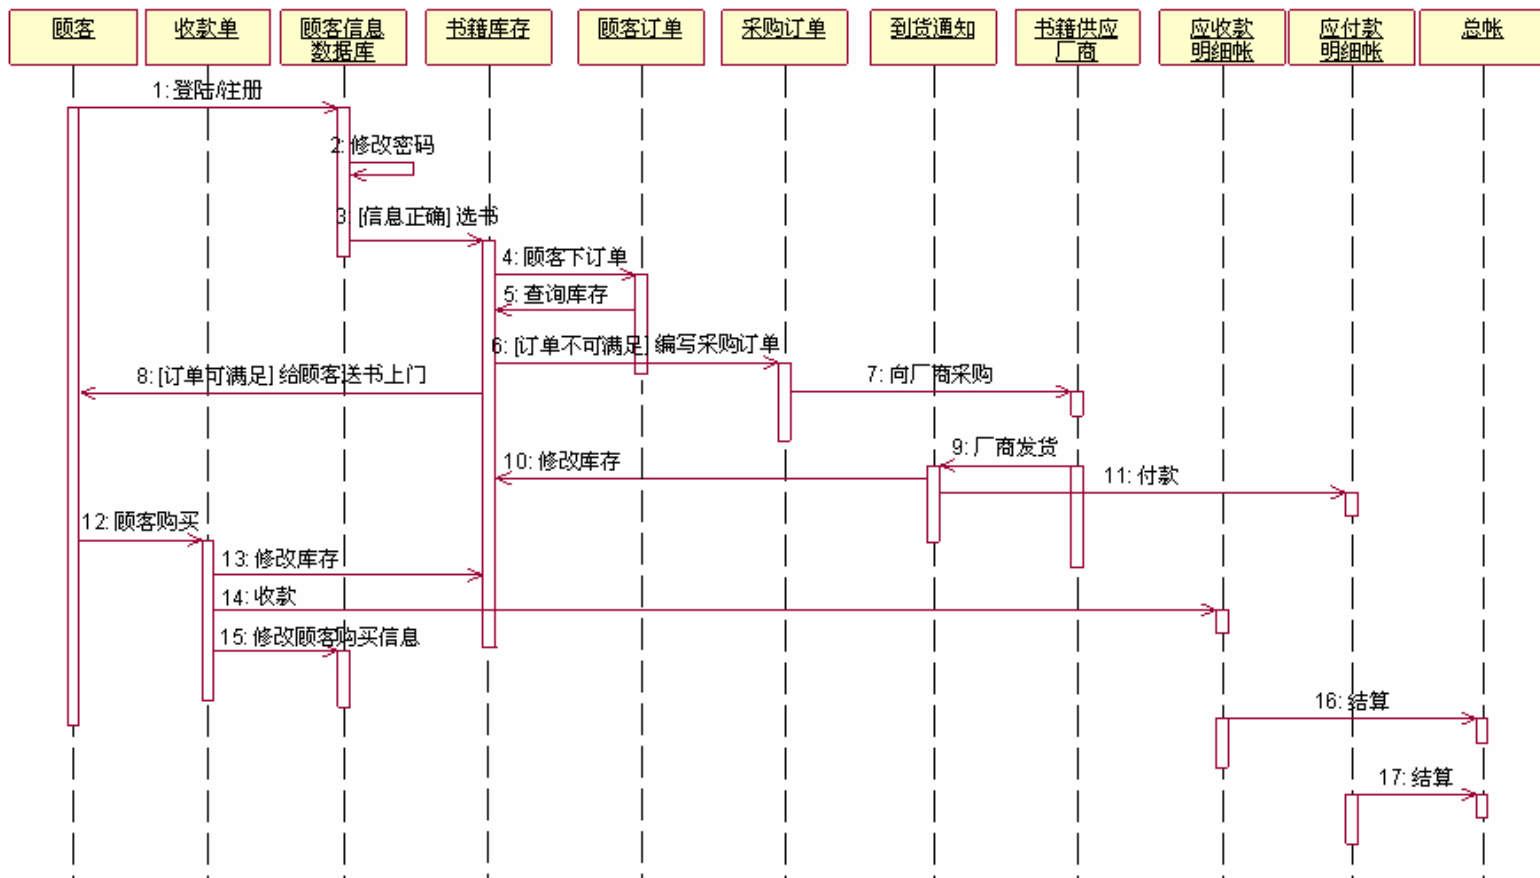 顾客
收款单
顾客信息
数据库
书籍库存
顾客订单
采购订单
到货通知
书籍供应
厂商
应收款
明细帐
应付款
明细帐
总帐
1: 登陆/注册
2: 修改密码
3: [信息正确] 选书
4: 顾客下订单
5: 查询库存
6: [订单不可满足] 编写采购订单
8: [订单可满足] 给顾客送书上门
7: 向厂商采购
9: 厂商发货
10: 修改库存
11: 付款
12: 顾客购买
13: 修改库存
14: 收款
15: 修改顾客购买信息
16: 结算
17: 结算